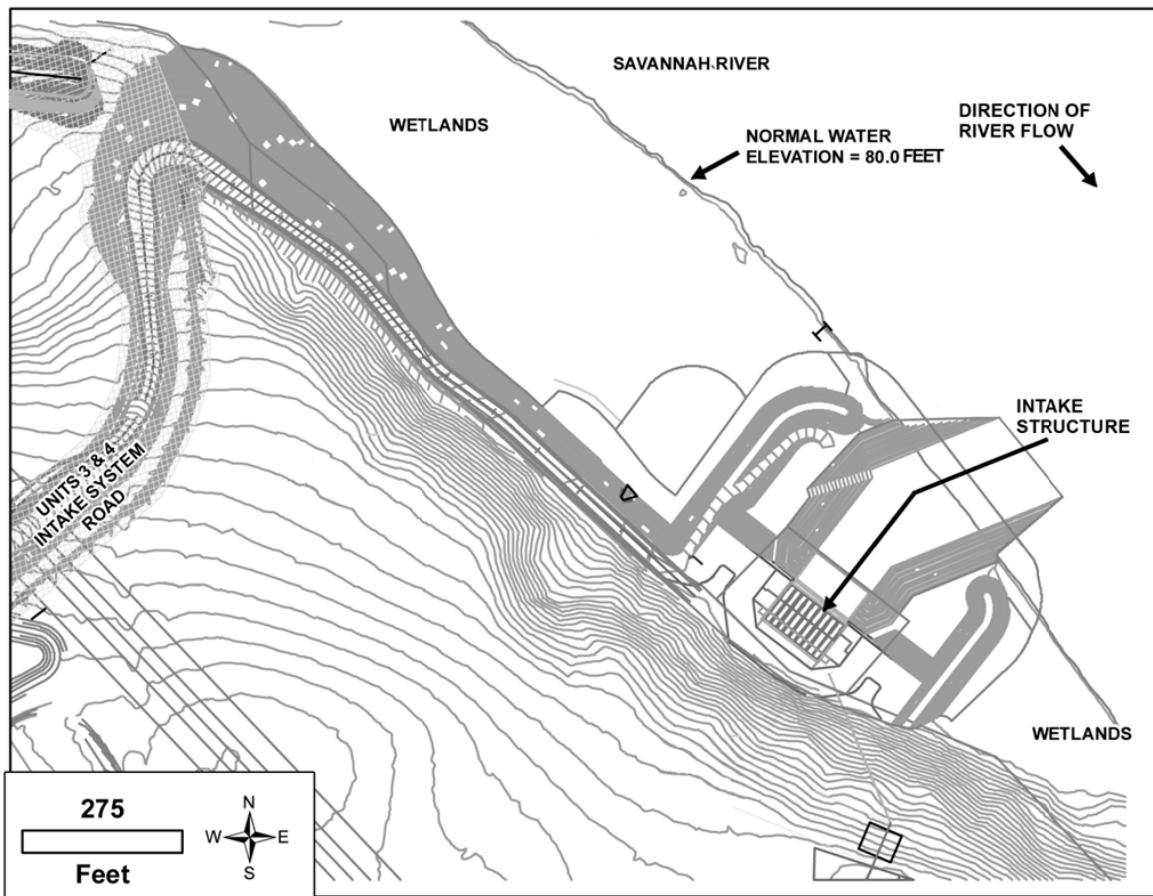 SAVANNAH RIVER
WETLANDS
DIRECTION OF
RIVER FLOW
NORMAL WATER
ELEVATION = 80.0 FEET
INTAKE
STRUCTURE
UNITS 3 & 4
INTAKE SYSTEM
ROAD
WETLANDS
275
Feet
N
W
E
S